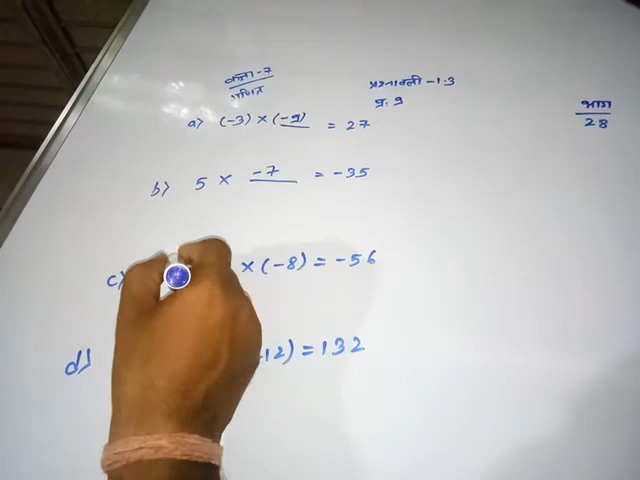 कक्षा-7
गणित
प्रश्नावली-1.3
प्र. 9
भाग
28
a) (-3) × (-9) = 27
b) 5 × -7 = -35
c) × (-8) = -56
d) -12) = 132